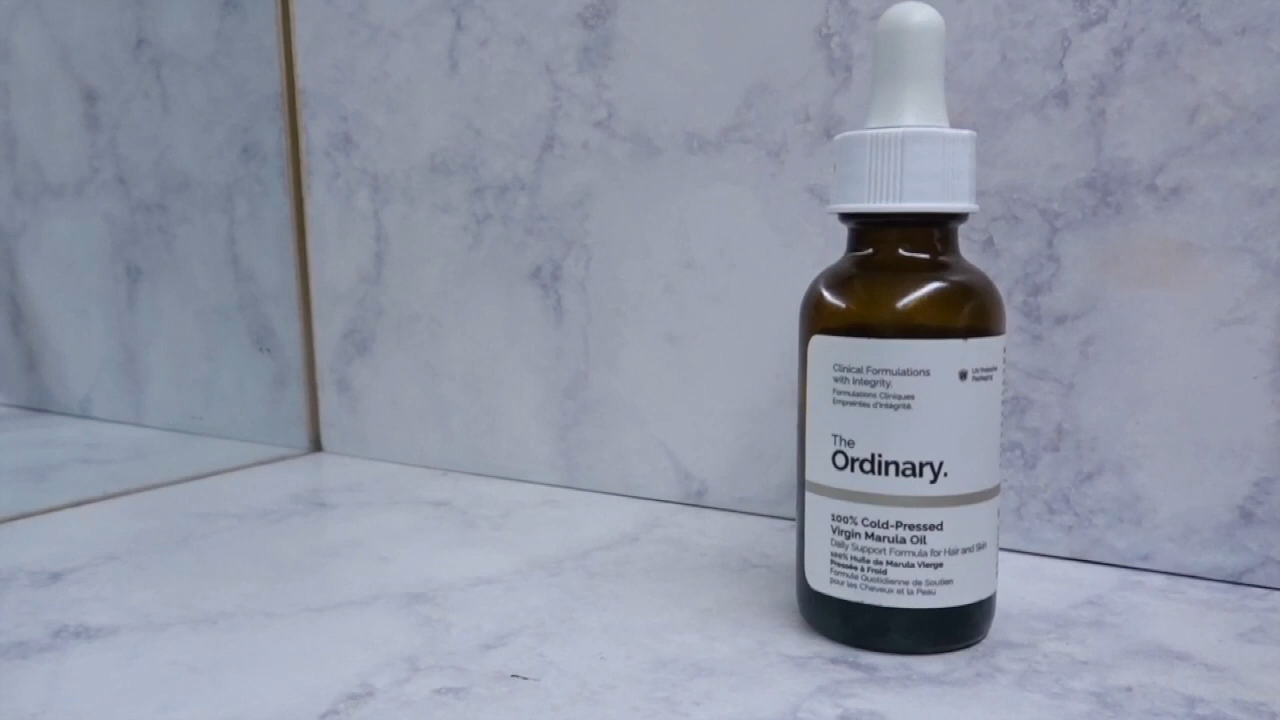 Clinical Formulations
with Integrity.
Formulations Cliniques
Empreintes d'Intégrité.
Packaging
The
Ordinary.
100% Cold-Pressed
Virgin Marula Oil
Daily Support Formula for Hair and Skin
100% Huile de Marula Vierge
Pressée à Froid
Formule Quotidienne de Soutien
pour les Cheveux et la Peau